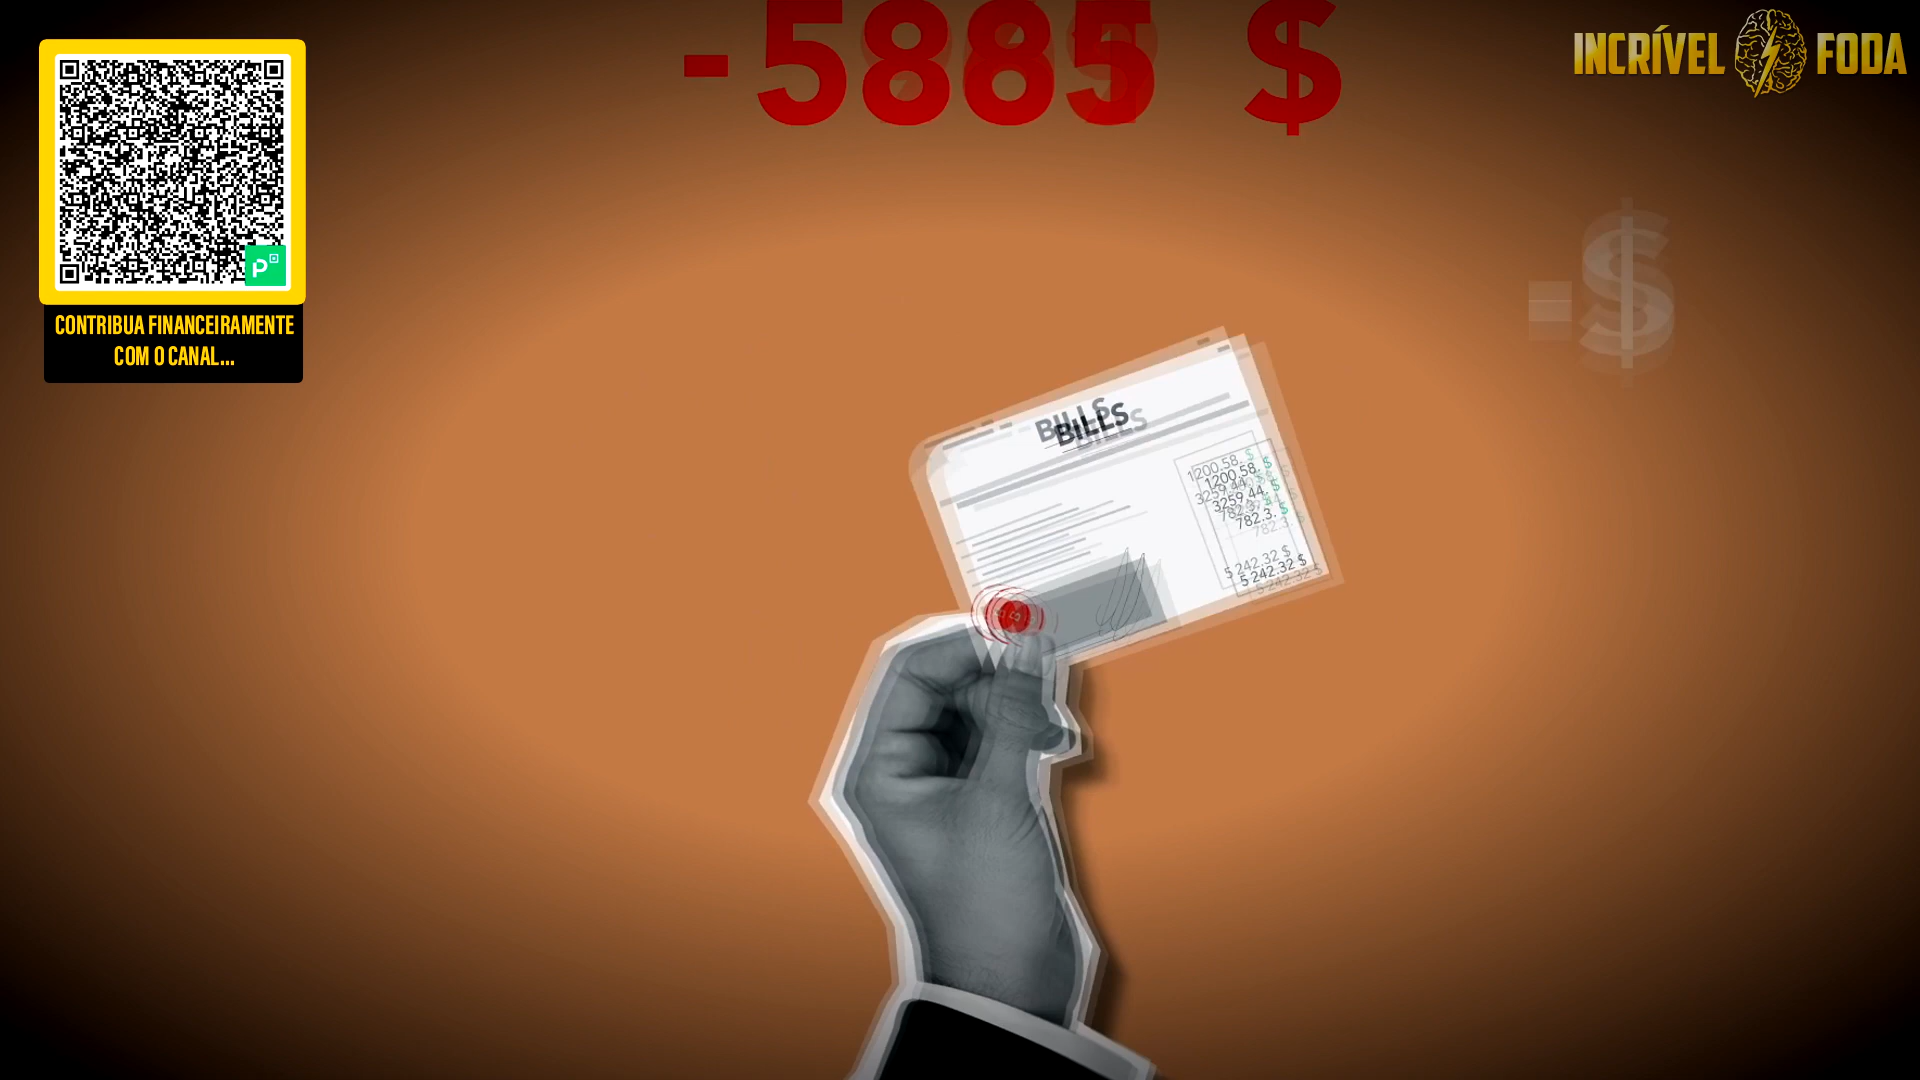 -5885 $
INCRÍVEL FODA
CONTRIBUA FINANCEIRAMENTE
COM O CANAL...
-$
BILLS
1200.58. $
3259.44. $
782.3. $
5 242.32 $